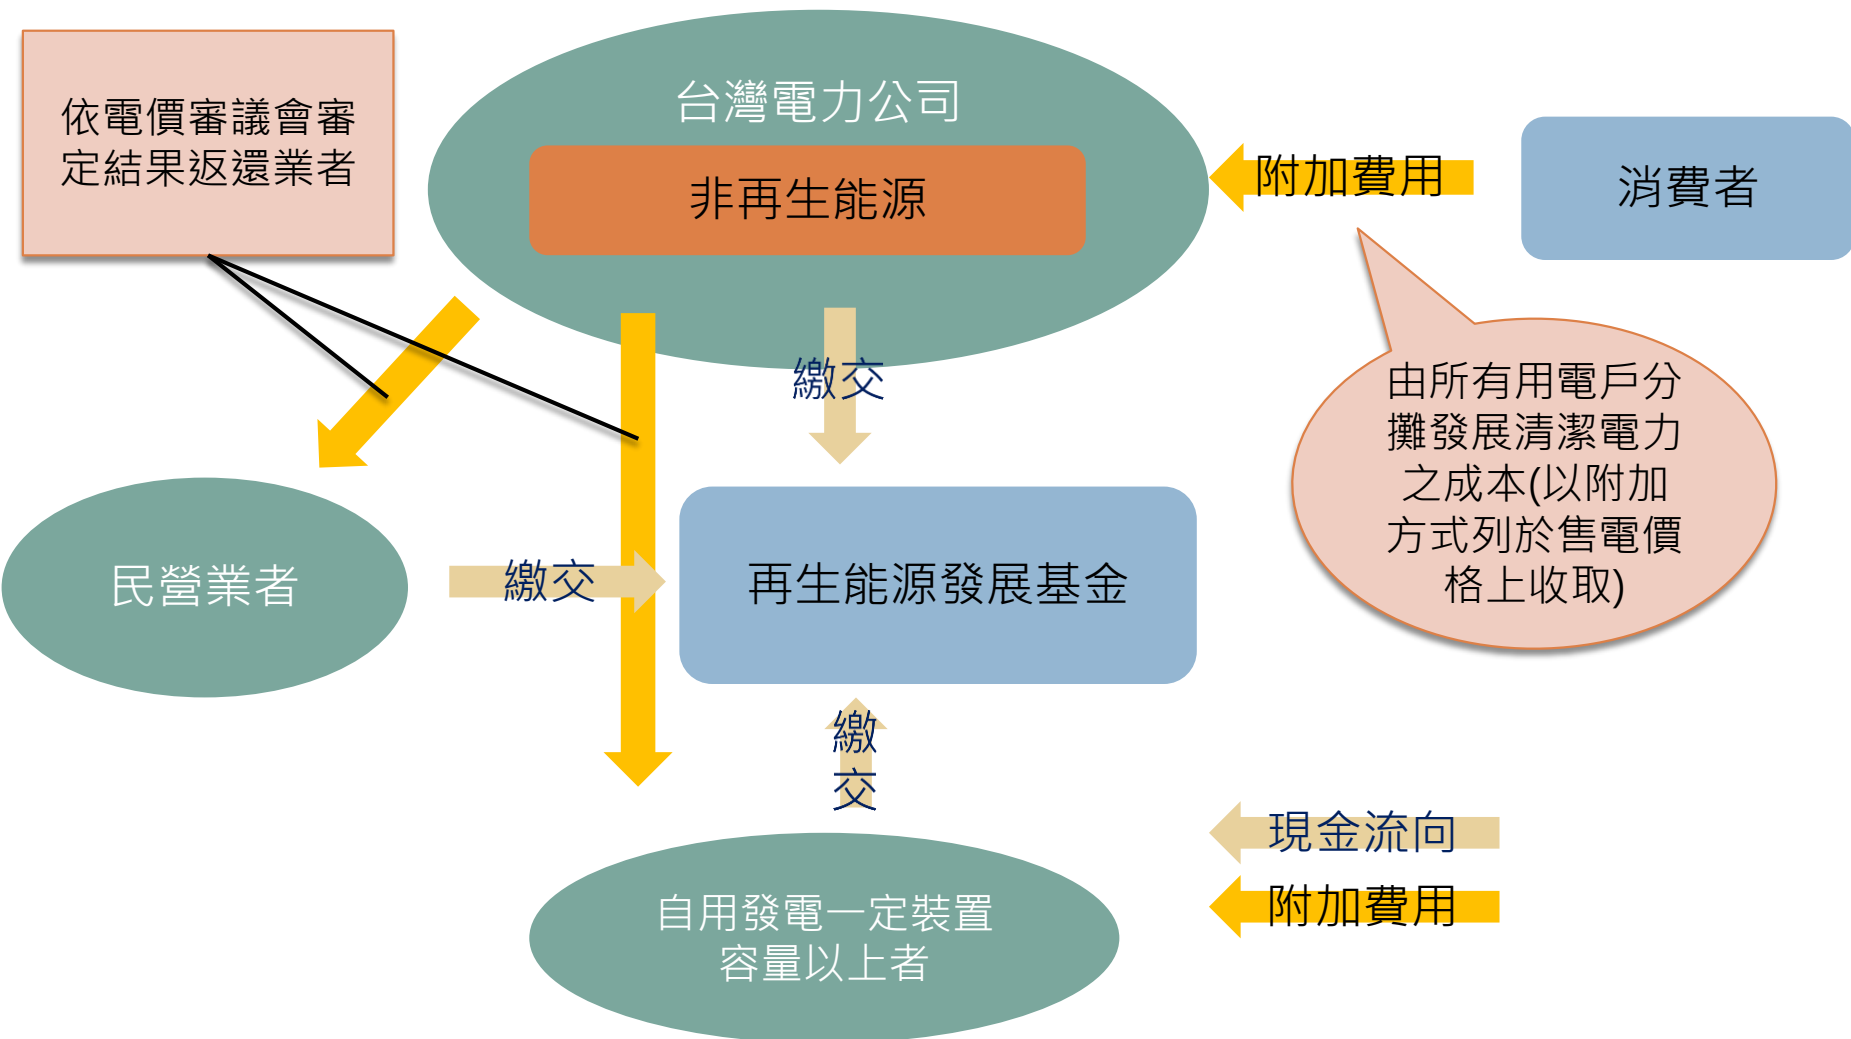 依電價審議會審
定結果返還業者
台灣電力公司
非再生能源
附加費用
消費者
繳交
由所有用電戶分
攤發展清潔電力
之成本(以附加
方式列於售電價
格上收取)
民營業者
繳交
再生能源發展基金
繳
交
現金流向
附加費用
自用發電一定裝置
容量以上者